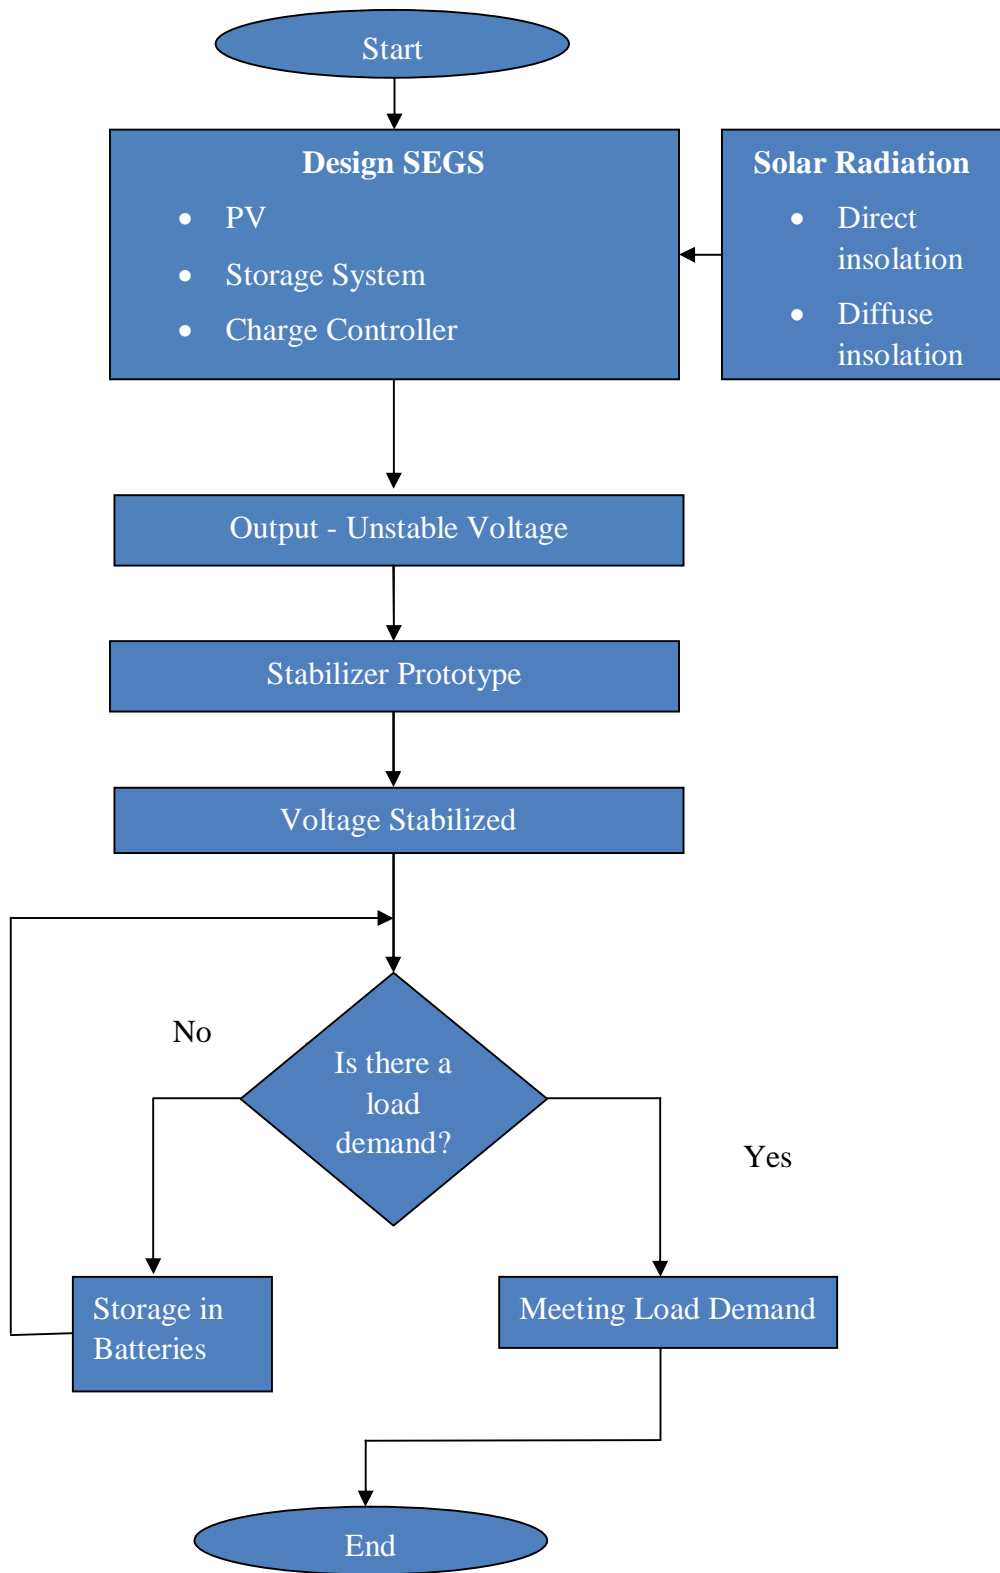 Start
Design SEGS
• PV
• Storage System
• Charge Controller
Solar Radiation
• Direct
insolation
• Diffuse
insolation
Output - Unstable Voltage
Stabilizer Prototype
Voltage Stabilized
No
Is there a
load
demand?
Yes
Storage in
Batteries
Meeting Load Demand
End